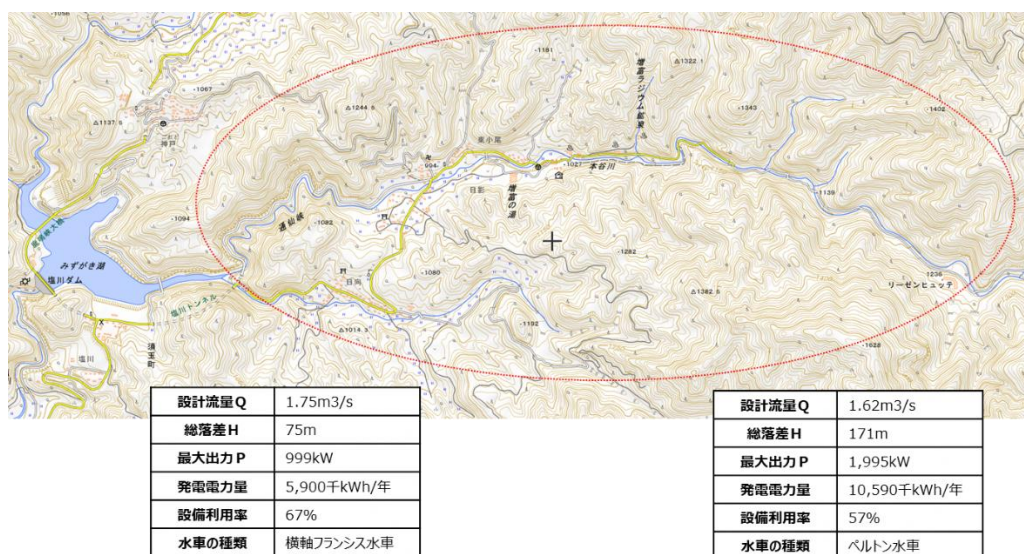 -1058
-1191
△1322.1
-1067
△1137.5
神戸
△1244.6
増富ラジウム鉱泉
-1343
-1402
東小尾
994
-1021
本谷川
-1139
日影
増富の湯
-1094
通仙峡
-1082
みずがき湖
塩川ダム
-1080
-1282
-1236
リーゼンヒュッテ
日向
塩川トンネル
△1382.5
△1014.3
-1192
須玉町
塩川
-1628
設計流量Q 1.75m3/s
総落差H 75m
最大出力P 999kW
発電電力量 5,900千kWh/年
設備利用率 67%
水車の種類 横軸フランシス水車
設計流量Q 1.62m3/s
総落差H 171m
最大出力P 1,995kW
発電電力量 10,590千kWh/年
設備利用率 57%
水車の種類 ペルトン水車